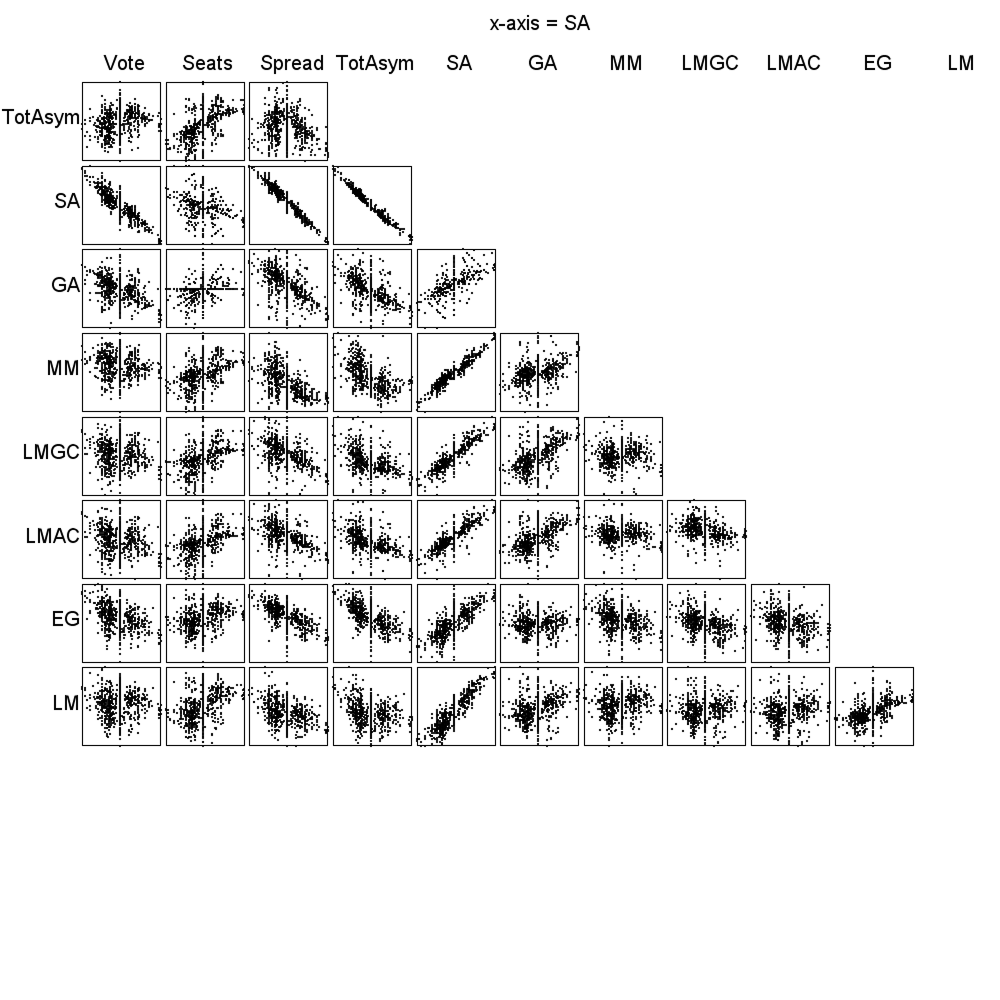 x-axis = SA
Vote Seats Spread TotAsym SA GA MM LMGC LMAC EG LM
TotAsym
SA
GA
MM
LMGC
LMAC
EG
LM